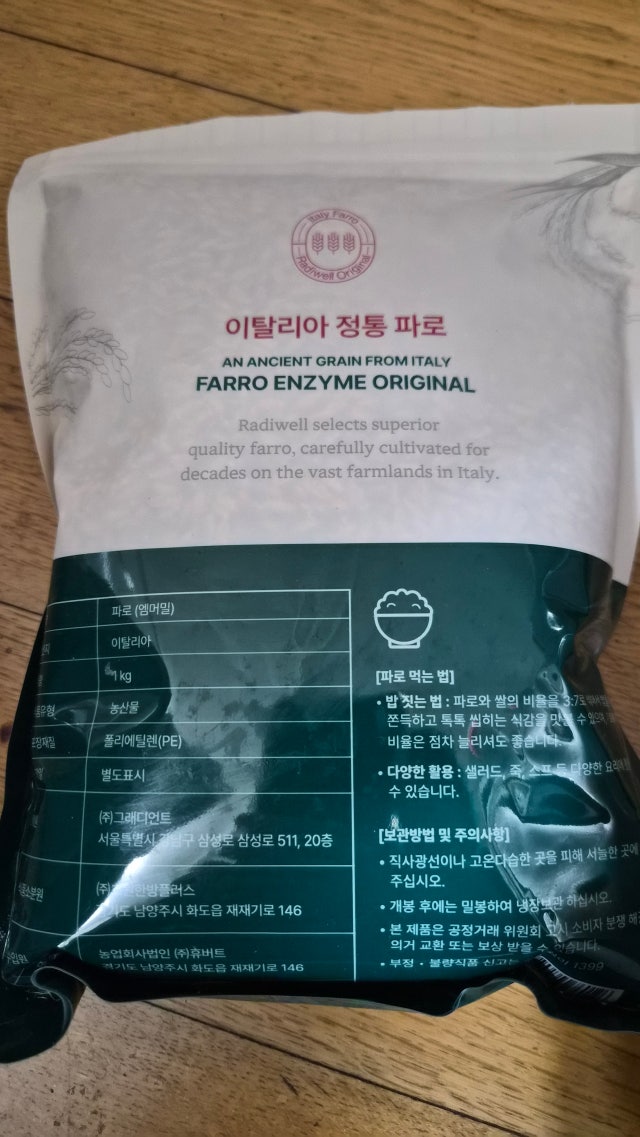 Italy Farro
Radiwell Original
이탈리아 정통 파로
AN ANCIENT GRAIN FROM ITALY
FARRO ENZYME ORIGINAL
Radiwell selects superior
quality farro, carefully cultivated for
decades on the vast farmlands in Italy.
파로 (엠머밀)
이탈리아
1 kg
농산물
폴리에틸렌(PE)
별도표시
(주)그래디언트
서울특별시 강남구 삼성로 삼성로 511, 20층
남양주시 화도읍 재재기로 146
농업회사법인 (주)휴버트
경기도 남양주시 화도읍 재재기로 146
[파로 먹는 법]
• 밥 짓는 법 : 파로와 쌀의 비율을 3:7로
쫀득하고 톡톡 씹히는 식감을 맛볼 수 있으며,
비율은 점차 늘리셔도 좋습니다.
• 다양한 활용 : 샐러드, 죽, 스프 등 다양한
수 있습니다.
[보관방법 및 주의사항]
• 직사광선이나 고온다습한 곳을 피해 서늘한 곳에
주십시오.
• 개봉 후에는 밀봉하여 냉장보관 하십시오.
• 본 제품은 공정거래 위원회 고시 소비자 분쟁
의거 교환 또는 보상 받을 수 있습니다.
• 부정 · 불량식품 신고는 1399